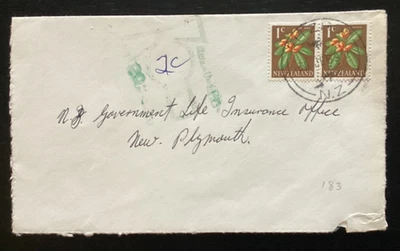 1c 1c
NEW ZEALAND NEW ZEALAND
2c
N.Z.
N.Z. Government Life Insurance Office
New Plymouth.
183